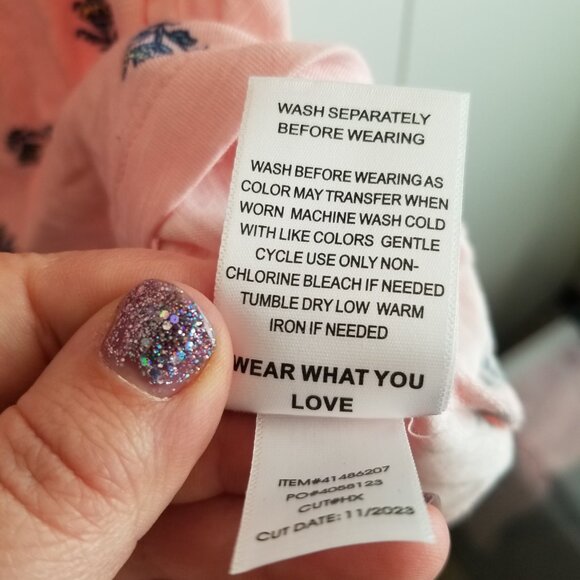 WASH SEPARATELY
BEFORE WEARING
WASH BEFORE WEARING AS
COLOR MAY TRANSFER WHEN
WORN MACHINE WASH COLD
WITH LIKE COLORS GENTLE
CYCLE USE ONLY NON-
CHLORINE BLEACH IF NEEDED
TUMBLE DRY LOW WARM
IRON IF NEEDED
WEAR WHAT YOU
LOVE
ITEM#41486207
PO#4058123
CUT#HX
CUT DATE: 11/2023